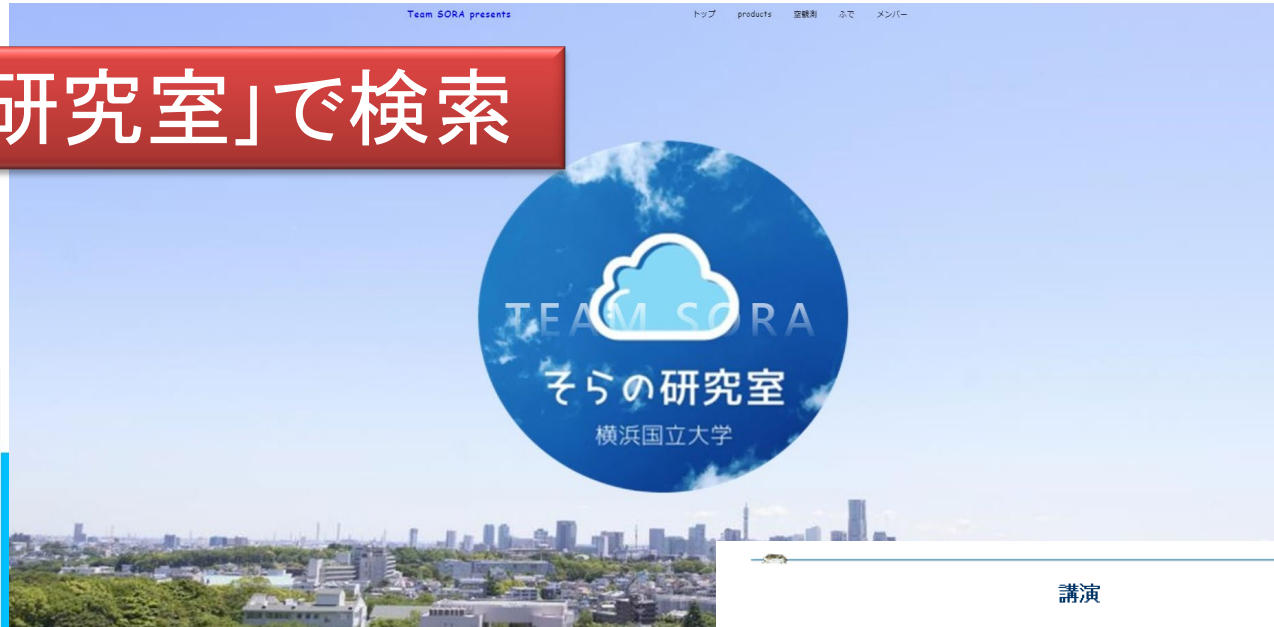 Team SORA presents
トップ products 空観測 ふで メンバー
研究室」で検索
TEAM SORA
そらの研究室
横浜国立大学
講演